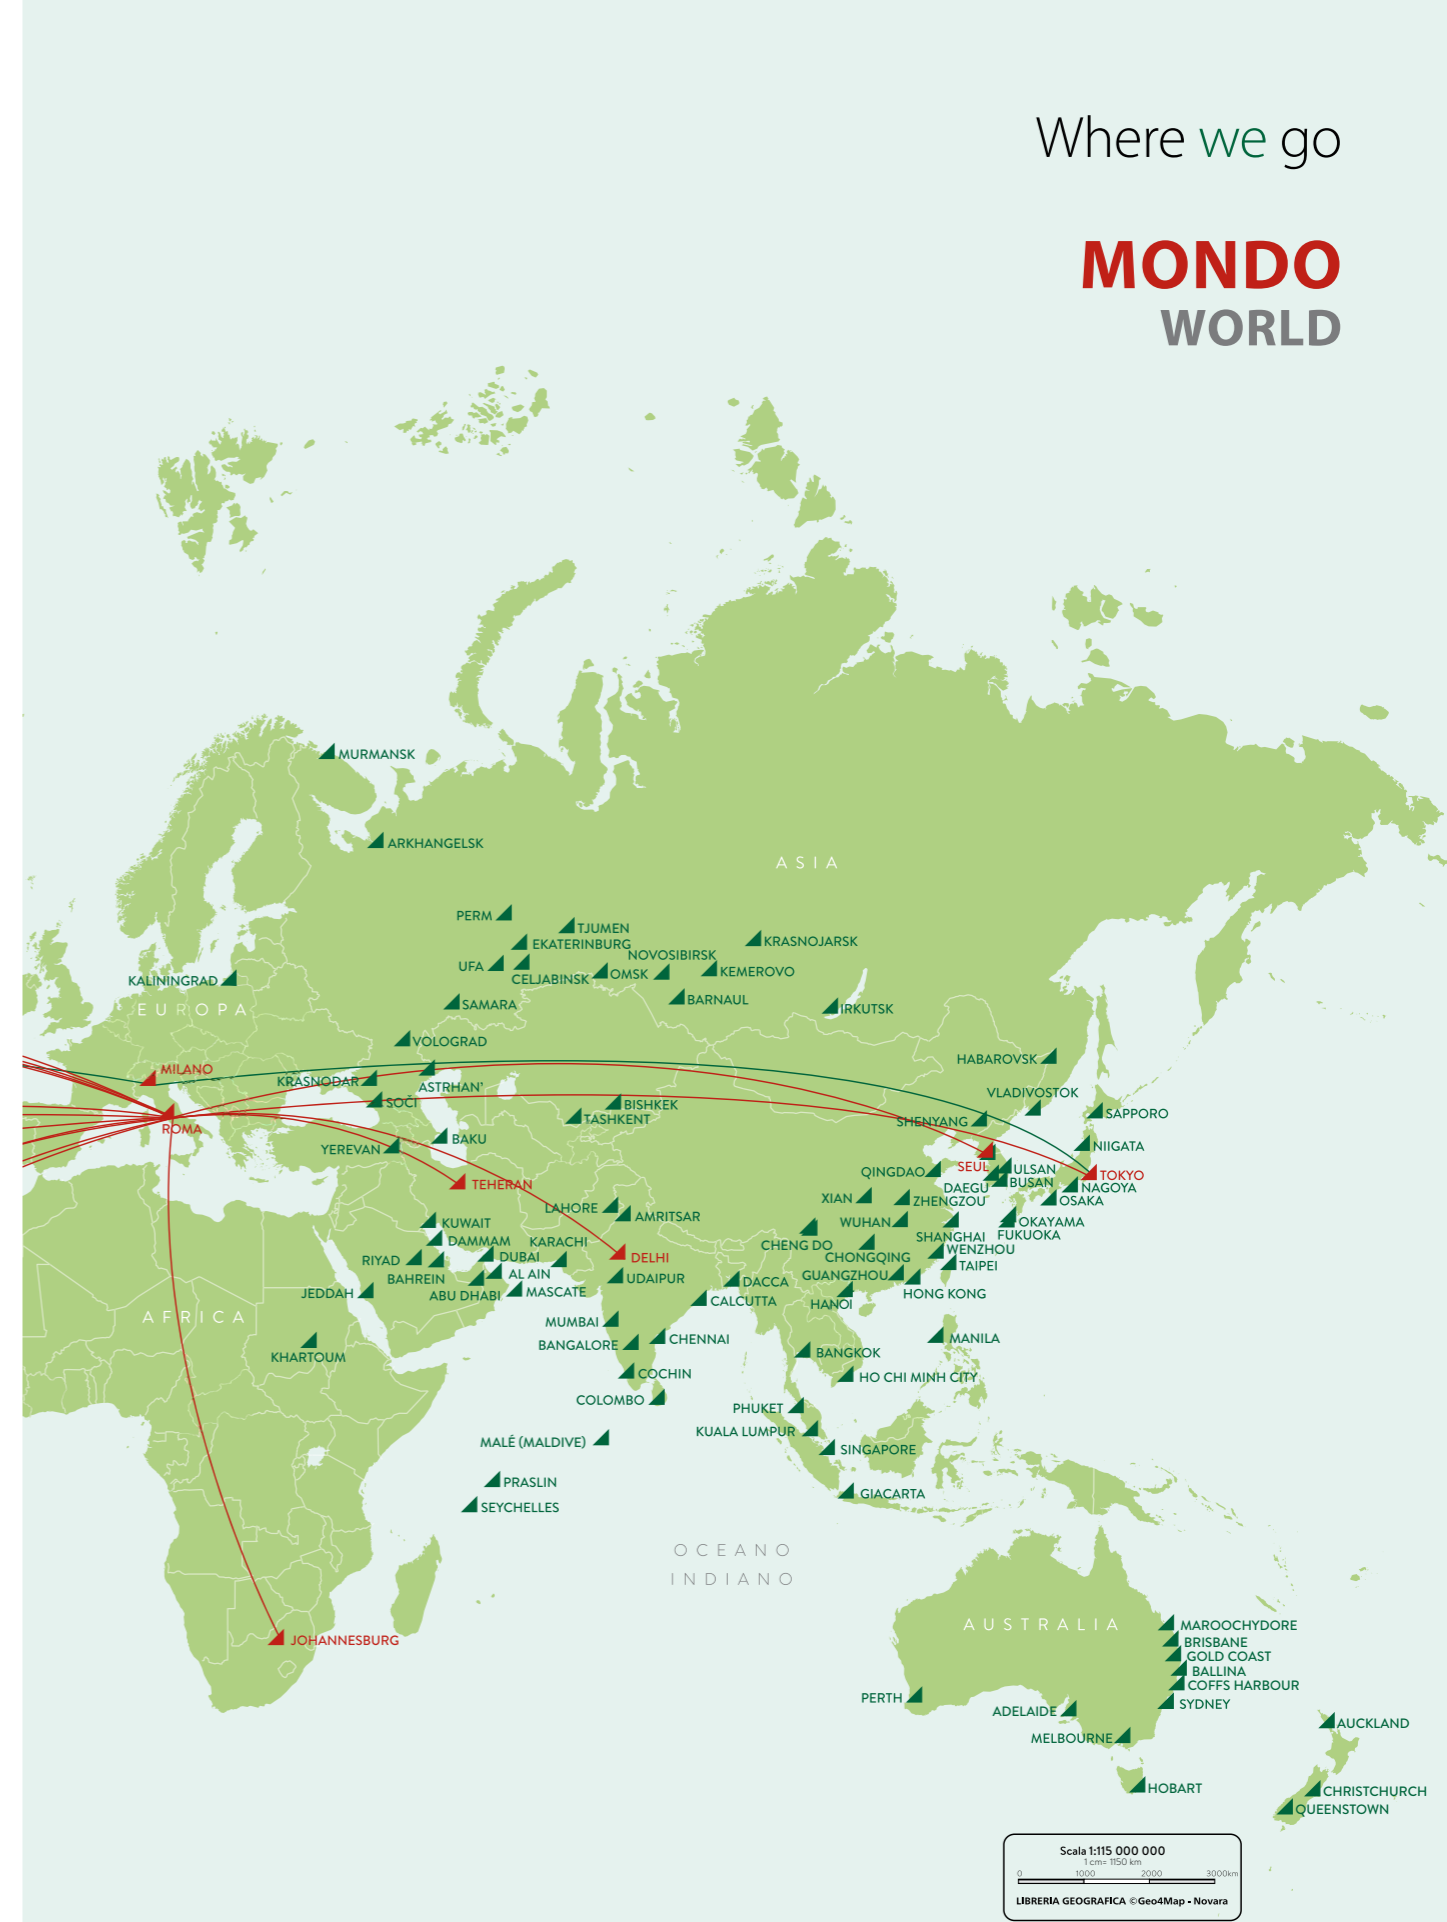 Where we go
MONDO
WORLD
MURMANSK
ARKHANGELSK
ASIA
PERM
TJUMEN
EKATERINBURG
KRASNOJARSK
NOVOSIBIRSK
UFA
CELJABINSK
OMSK
KEMEROVO
KALININGRAD
BARNAUL
SAMARA
IRKUTSK
EUROPA
VOLOGRAD
HABAROVSK
MILANO
KRASNODAR
ASTRHAN'
VLADIVOSTOK
SOČI
BISHKEK
SAPPORO
TASHKENT
SHENYANG
ROMA
BAKU
NIIGATA
YEREVAN
SEUL
ULSAN
QINGDAO
TOKYO
TEHERAN
BUSAN
DAEGU
NAGOYA
XIAN
ZHENGZOU
OSAKA
LAHORE
AMRITSAR
KUWAIT
WUHAN
OKAYAMA
SHANGHAI
FUKUOKA
DAMMAM
KARACHI
CHENG DO
WENZHOU
RIYAD
DUBAI
DELHI
CHONGQING
TAIPEI
BAHREIN
AL AIN
UDAIPUR
DACCA
GUANGZHOU
JEDDAH
ABU DHABI
MASCATE
HONG KONG
CALCUTTA
HANOI
AFRICA
MUMBAI
CHENNAI
MANILA
BANGALORE
KHARTOUM
BANGKOK
COCHIN
HO CHI MINH CITY
COLOMBO
PHUKET
KUALA LUMPUR
MALÉ (MALDIVE)
SINGAPORE
PRASLIN
GIACARTA
SEYCHELLES
OCEANO
INDIANO
AUSTRALIA
MAROOCHYDORE
JOHANNESBURG
BRISBANE
GOLD COAST
BALLINA
COFFS HARBOUR
PERTH
SYDNEY
ADELAIDE
AUCKLAND
MELBOURNE
HOBART
CHRISTCHURCH
QUEENSTOWN
Scala 1:115 000 000
1 cm= 1150 km
0 1000 2000 3000km
LIBRERIA GEOGRAFICA ©Geo4Map - Novara